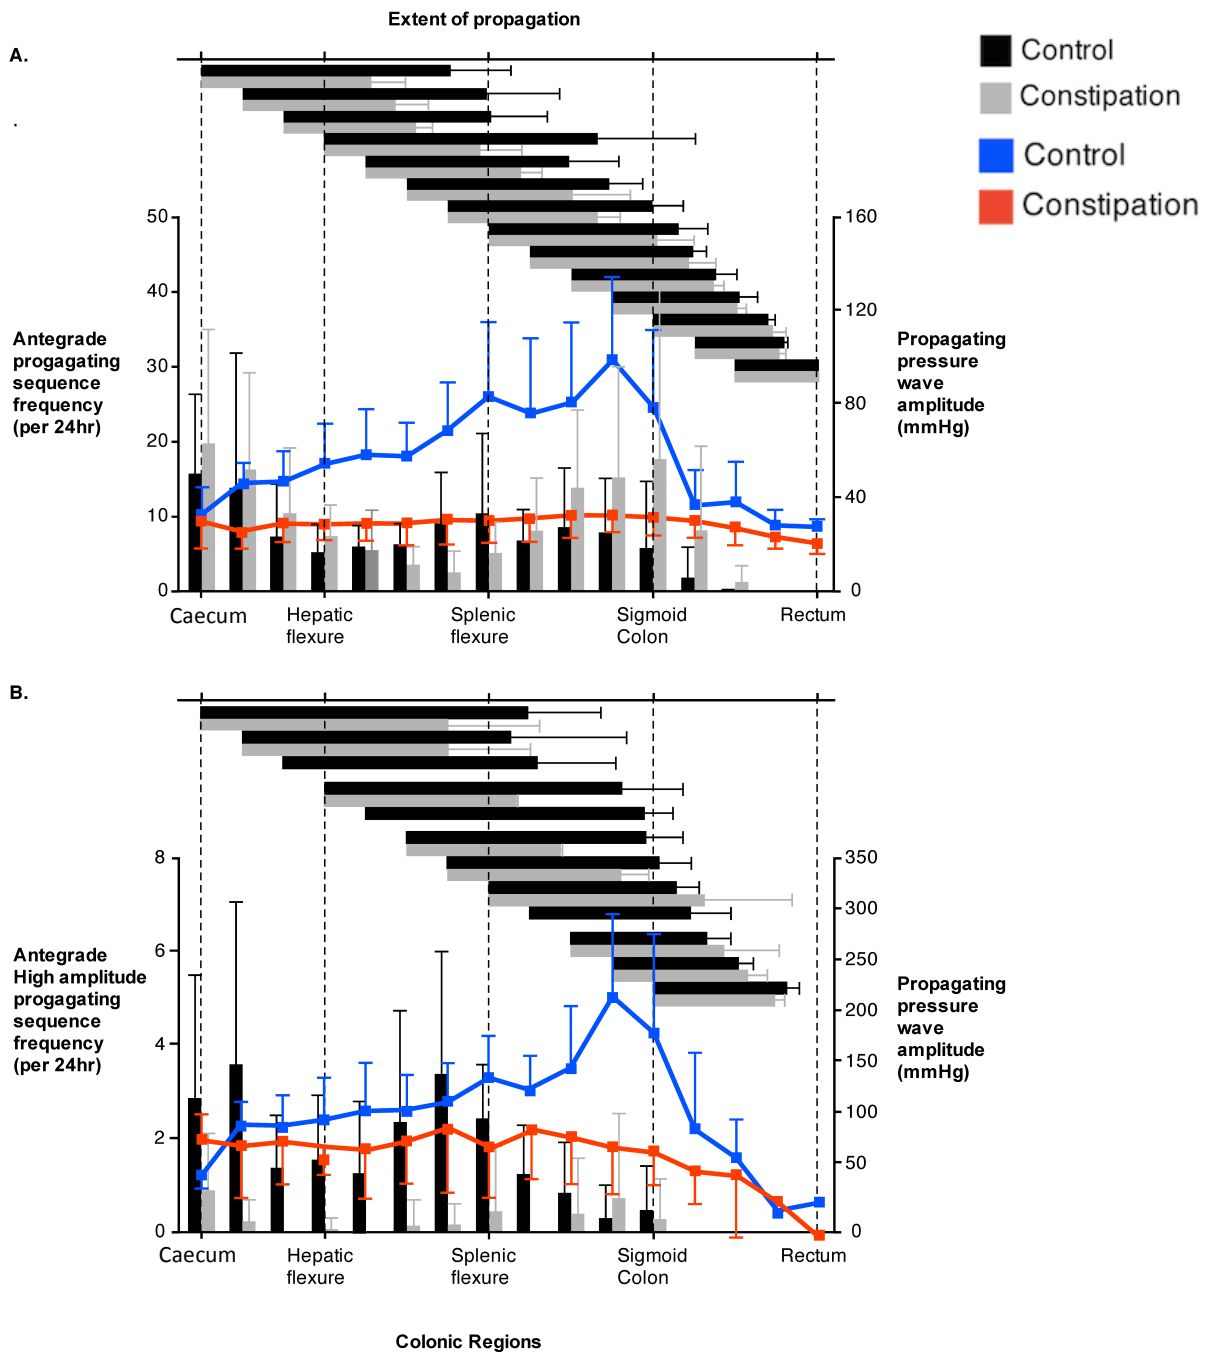 Extent of propagation
A.
.
Control
Constipation
Control
Constipation
50
40
30
20
10
0
Antegrade
progagating
sequence
frequency
(per 24hr)
160
120
80
40
0
Propagating
pressure
wave
amplitude
(mmHg)
Caecum
Hepatic
flexure
Splenic
flexure
Sigmoid
Colon
Rectum
B.
8
6
4
2
0
Antegrade
High amplitude
progagating
sequence
frequency
(per 24hr)
350
300
250
200
150
100
50
0
Propagating
pressure
wave
amplitude
(mmHg)
Caecum
Hepatic
flexure
Splenic
flexure
Sigmoid
Colon
Rectum
Colonic Regions